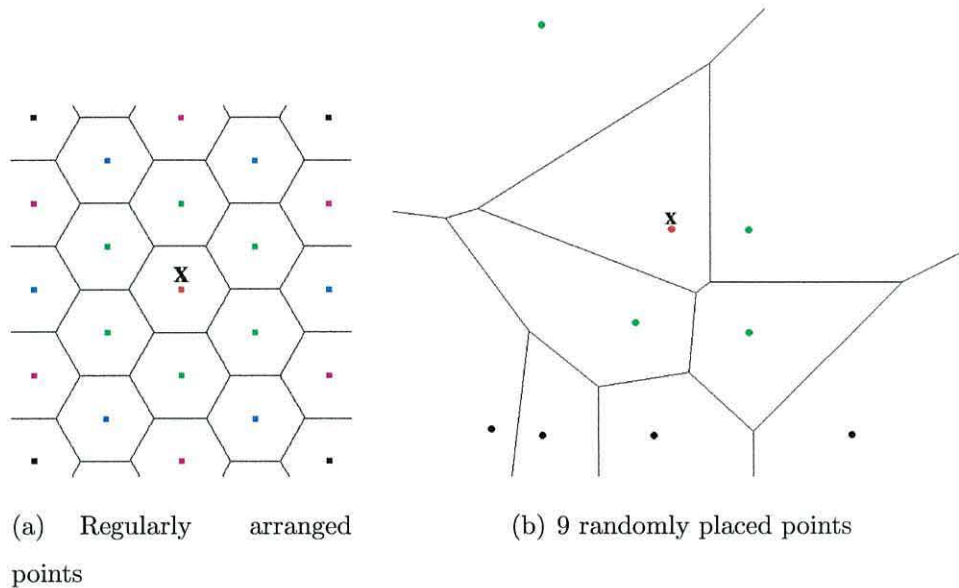 X
x
(a) Regularly arranged
points
(b) 9 randomly placed points